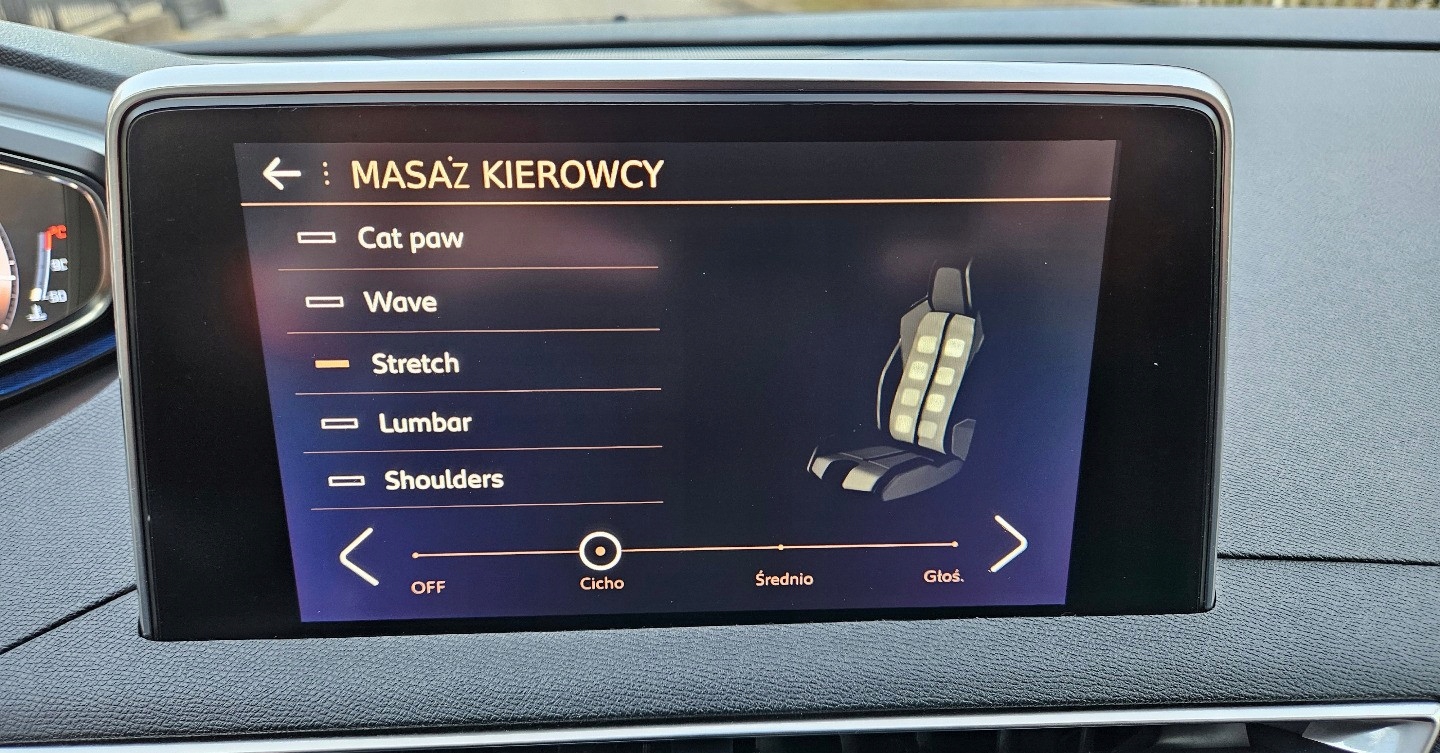 MASAŻ KIEROWCY
Cat paw
Wave
Stretch
Lumbar
Shoulders
OFF Cicho Średnio Głoś.